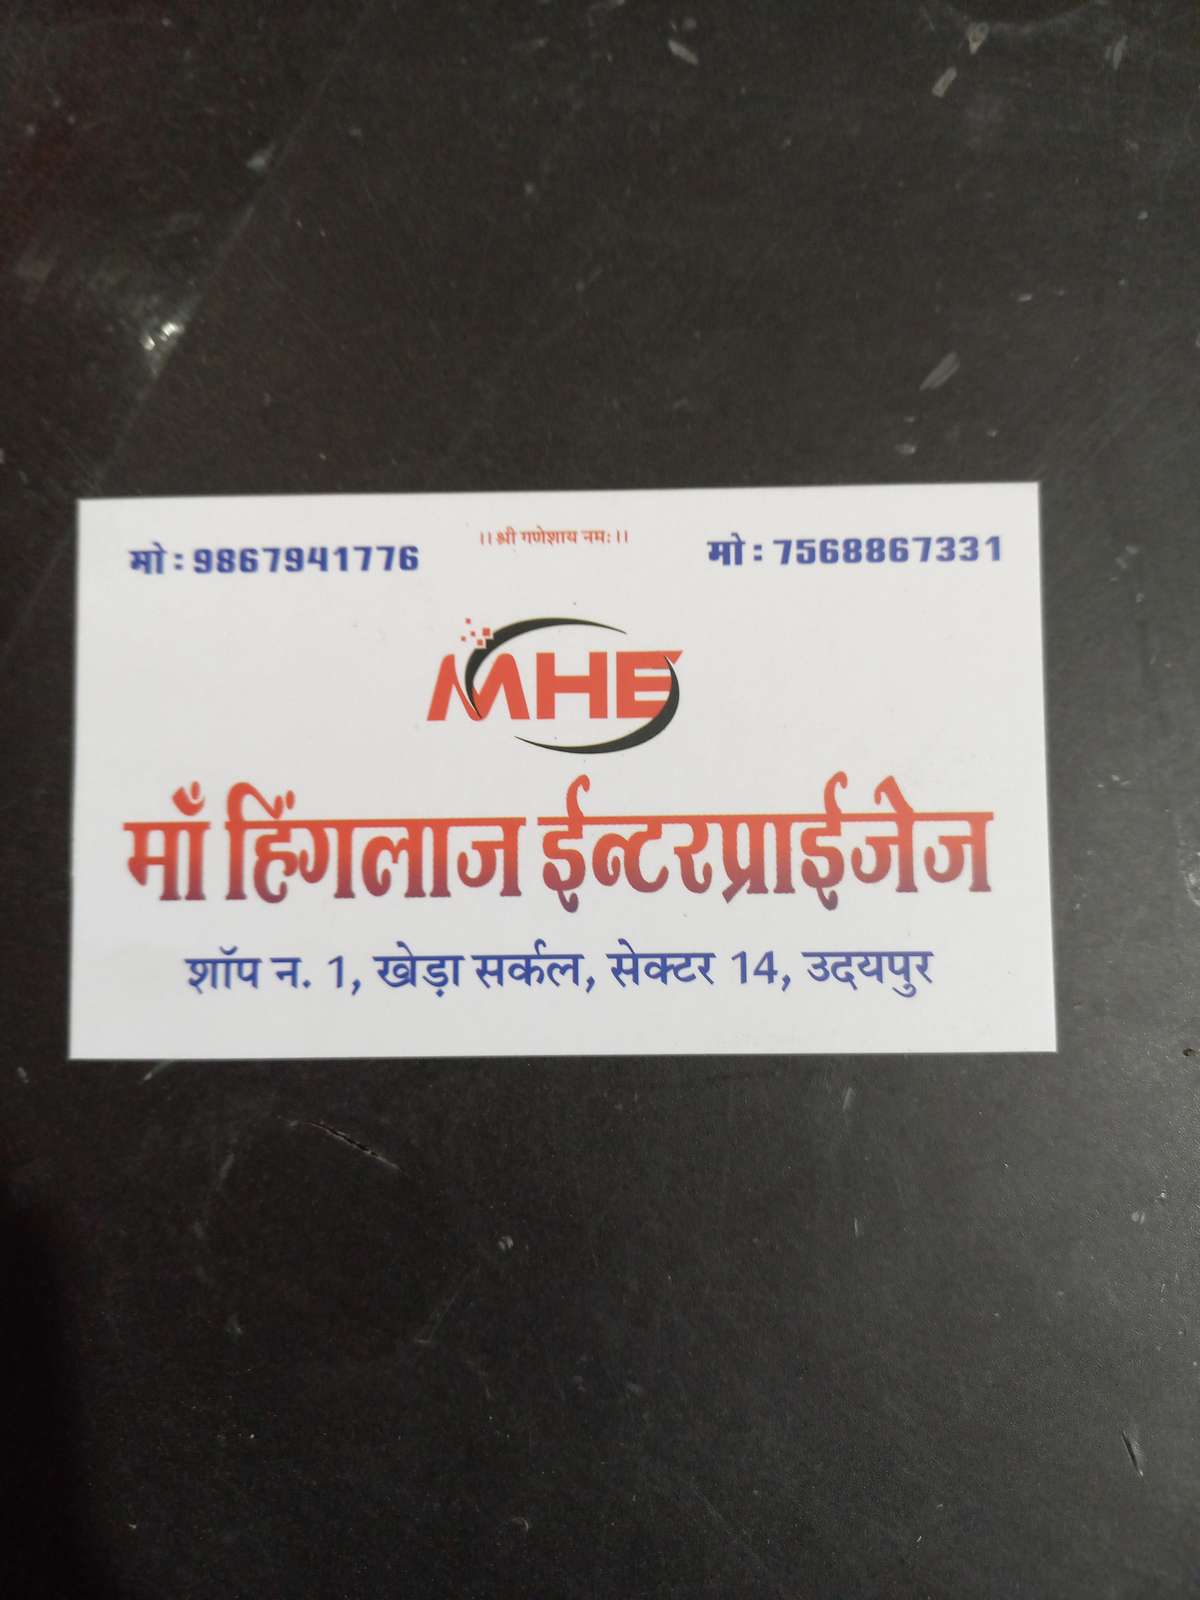 मो : 9867941776
।। श्री गणेशाय नमः ।।
मो : 7568867331
MHE
माँ हिंगलाज ईन्टरप्राईजेज
शॉप न. 1, खेड़ा सर्कल, सेक्टर 14, उदयपुर